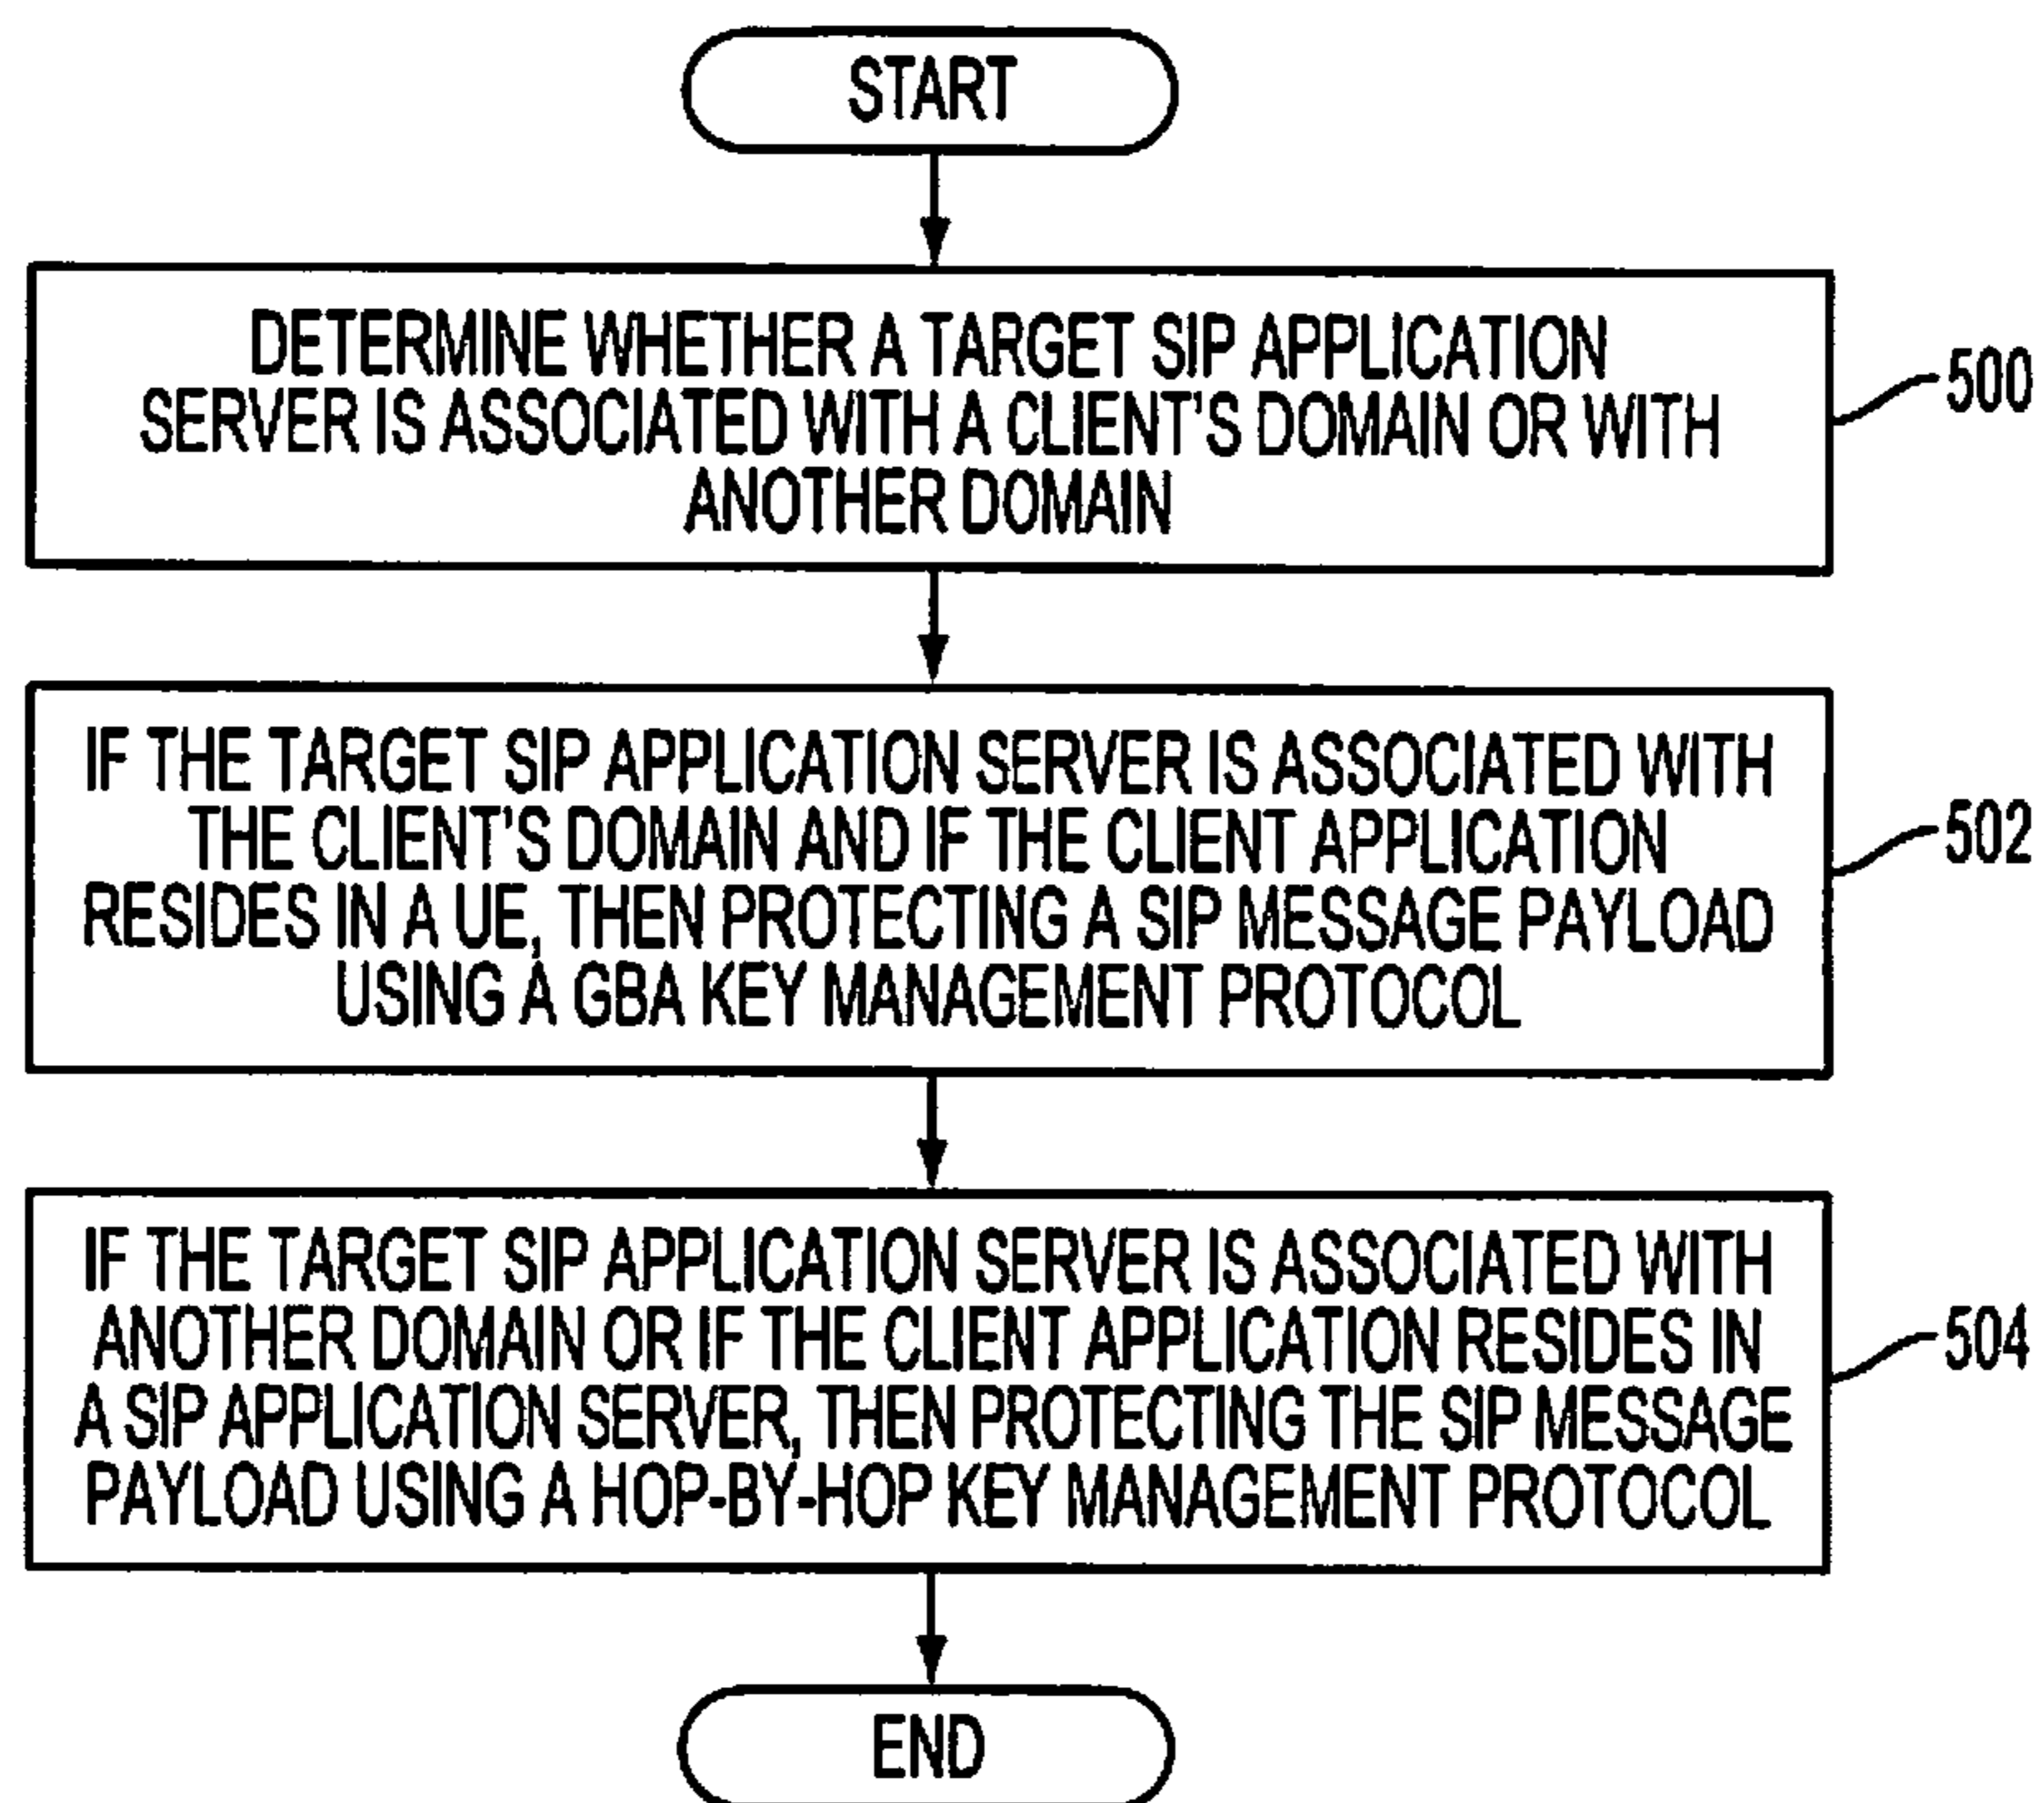 START
DETERMINE WHETHER A TARGET SIP APPLICATION
SERVER IS ASSOCIATED WITH A CLIENT'S DOMAIN OR WITH
ANOTHER DOMAIN
500
IF THE TARGET SIP APPLICATION SERVER IS ASSOCIATED WITH
THE CLIENT'S DOMAIN AND IF THE CLIENT APPLICATION
RESIDES IN A UE, THEN PROTECTING A SIP MESSAGE PAYLOAD
USING A GBA KEY MANAGEMENT PROTOCOL
502
IF THE TARGET SIP APPLICATION SERVER IS ASSOCIATED WITH
ANOTHER DOMAIN OR IF THE CLIENT APPLICATION RESIDES IN
A SIP APPLICATION SERVER, THEN PROTECTING THE SIP MESSAGE
PAYLOAD USING A HOP-BY-HOP KEY MANAGEMENT PROTOCOL
504
END